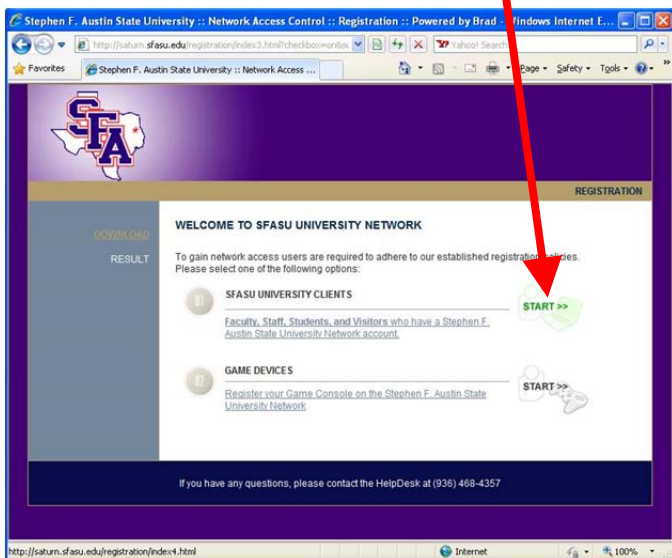 Stephen F. Austin State University :: Network Access Control :: Registration :: Powered by Brad - Windows Internet E...
http://saturn.sfasu.edu/registration/index3.html?checkbox=onbou
Yahoo! Search
Favorites
Stephen F. Austin State University :: Network Access ...
Page Safety Tools
SFA
REGISTRATION
DOWNLOAD
RESULT
WELCOME TO SFASU UNIVERSITY NETWORK
To gain network access users are required to adhere to our established registration policies.
Please select one of the following options:
01
SFASU UNIVERSITY CLIENTS
START >>
Faculty, Staff, Students, and Visitors who have a Stephen F.
Austin State University Network account.
02
GAME DEVICES
START >>
Register your Game Console on the Stephen F. Austin State
University Network
If you have any questions, please contact the HelpDesk at (936) 468-4357
http://saturn.sfasu.edu/registration/index4.html
Internet
100%